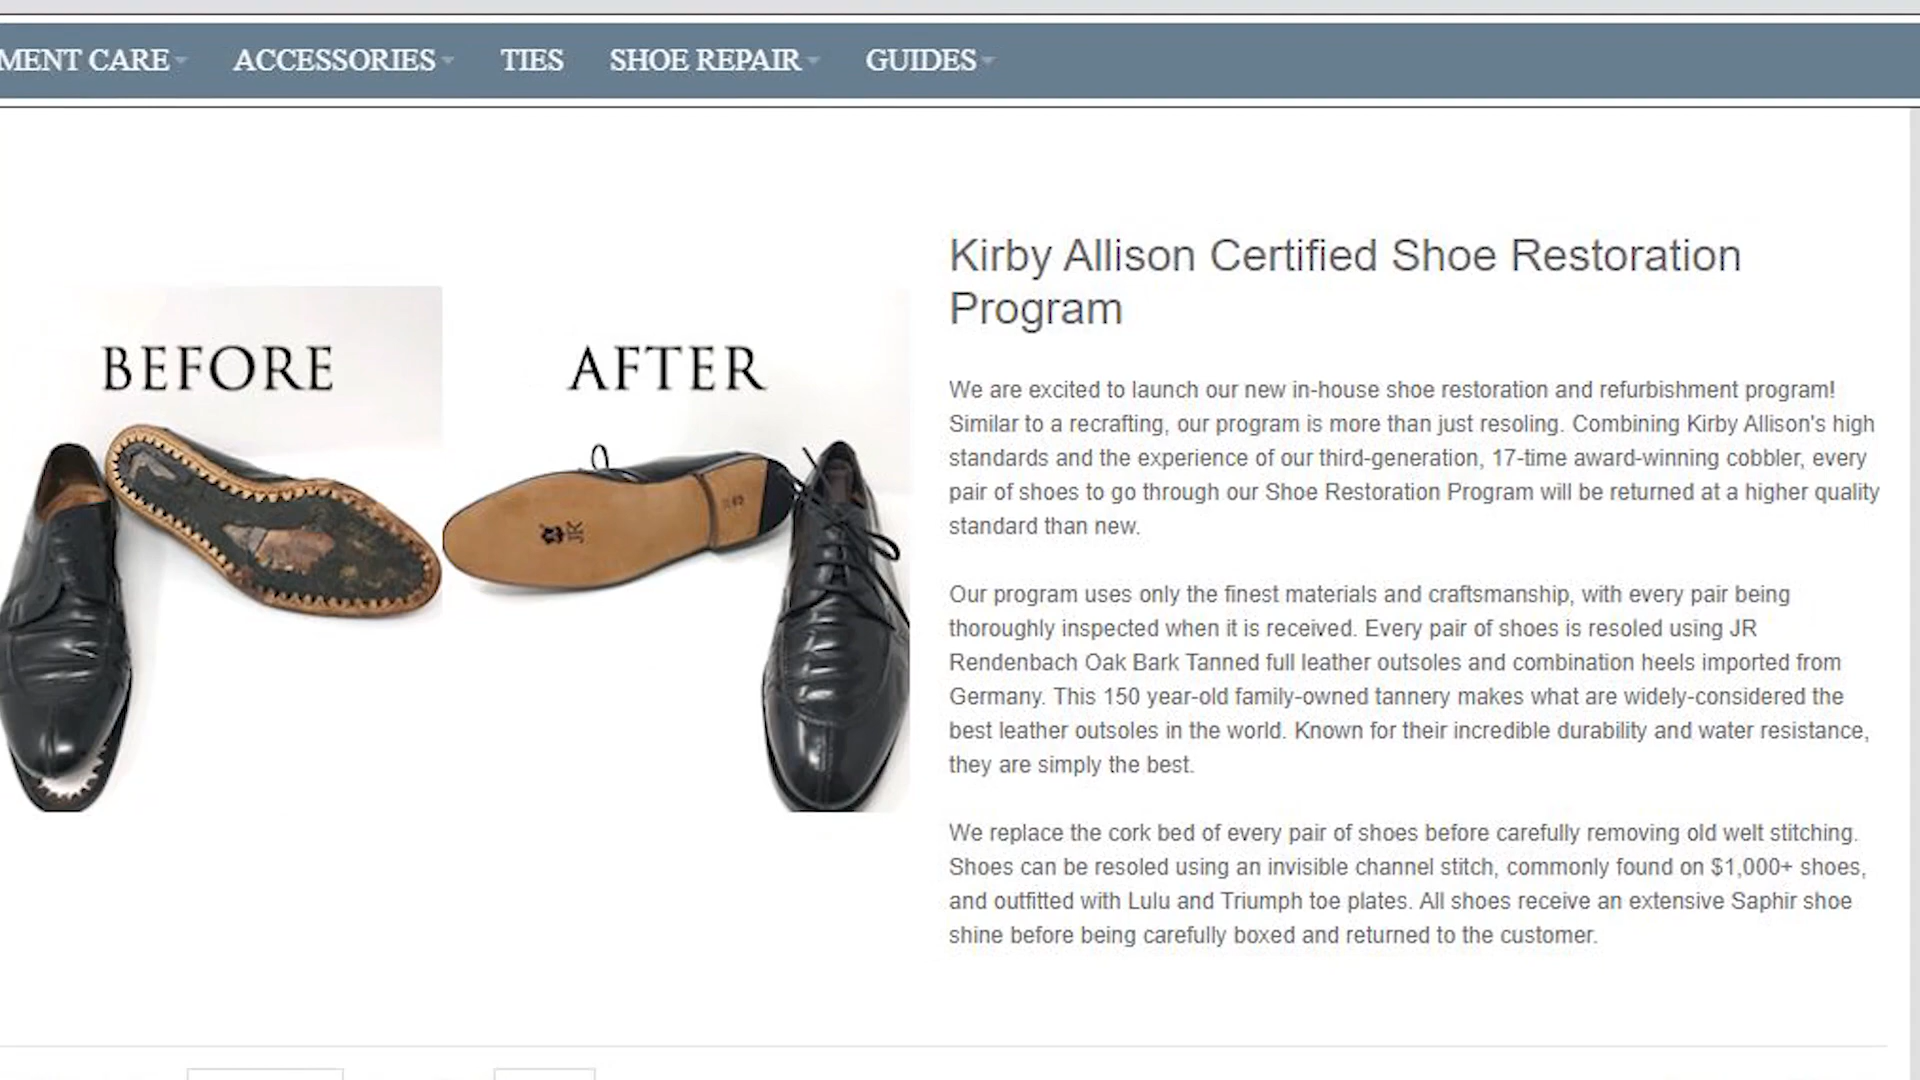 MENT CARE
ACCESSORIES
TIES
SHOE REPAIR
GUIDES
BEFORE
AFTER
JR
Kirby Allison Certified Shoe Restoration
Program
We are excited to launch our new in-house shoe restoration and refurbishment program!
Similar to a recrafting, our program is more than just resoling. Combining Kirby Allison's high
standards and the experience of our third-generation, 17-time award-winning cobbler, every
pair of shoes to go through our Shoe Restoration Program will be returned at a higher quality
standard than new.
Our program uses only the finest materials and craftsmanship, with every pair being
thoroughly inspected when it is received. Every pair of shoes is resoled using JR
Rendenbach Oak Bark Tanned full leather outsoles and combination heels imported from
Germany. This 150 year-old family-owned tannery makes what are widely-considered the
best leather outsoles in the world. Known for their incredible durability and water resistance,
they are simply the best.
We replace the cork bed of every pair of shoes before carefully removing old welt stitching.
Shoes can be resoled using an invisible channel stitch, commonly found on $1,000+ shoes,
and outfitted with Lulu and Triumph toe plates. All shoes receive an extensive Saphir shoe
shine before being carefully boxed and returned to the customer.